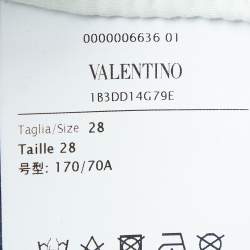 0000006636 01
VALENTINO
1B3DD14G79E
Taglia/Size 28
Taille 28
号型: 170/70A